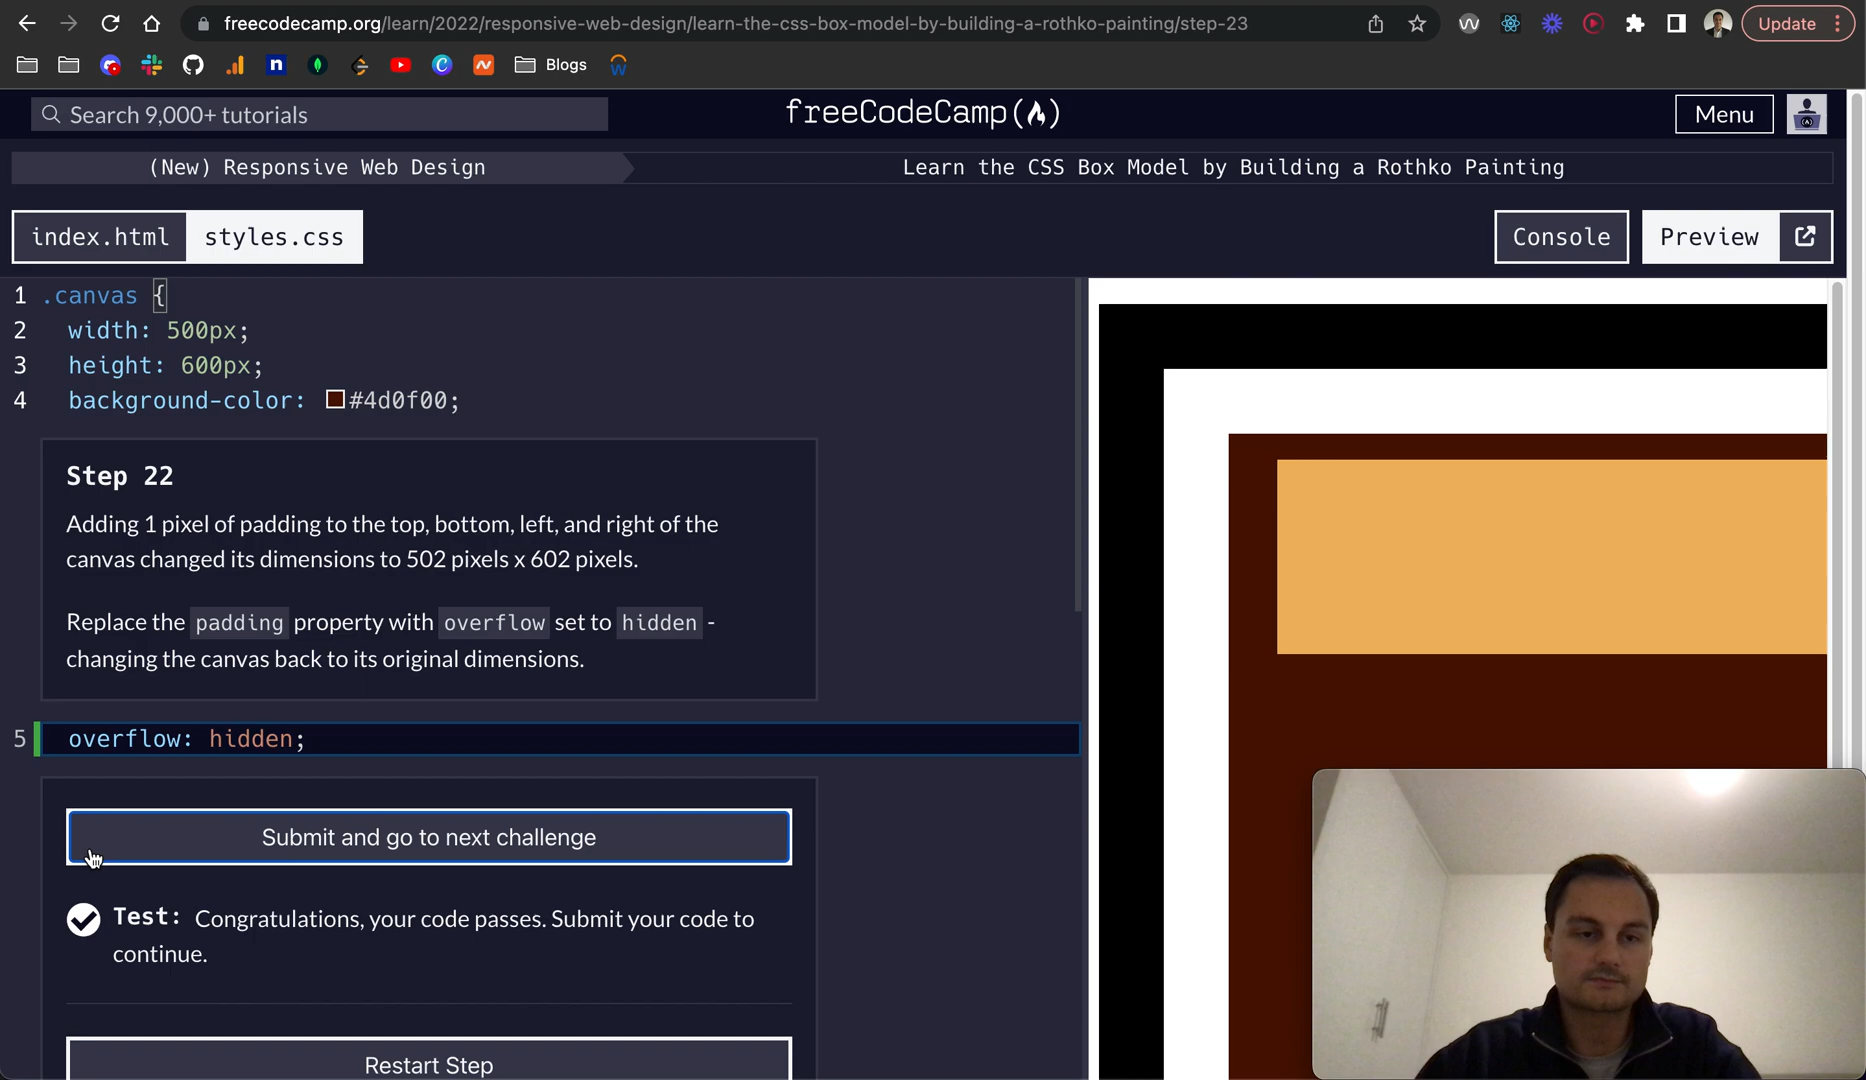 freecodecamp.org/learn/2022/responsive-web-design/learn-the-css-box-model-by-building-a-rothko-painting/step-23
Update
Blogs
Search 9,000+ tutorials
freeCodeCamp
Menu
(New) Responsive Web Design
Learn the CSS Box Model by Building a Rothko Painting
index.html
styles.css
Console
Preview
1 .canvas {
2 width: 500px;
3 height: 600px;
4 background-color: #4d0f00;
Step 22
Adding 1 pixel of padding to the top, bottom, left, and right of the
canvas changed its dimensions to 502 pixels x 602 pixels.
Replace the padding property with overflow set to hidden -
changing the canvas back to its original dimensions.
5 overflow: hidden;
Submit and go to next challenge
Test: Congratulations, your code passes. Submit your code to
continue.
Restart Step